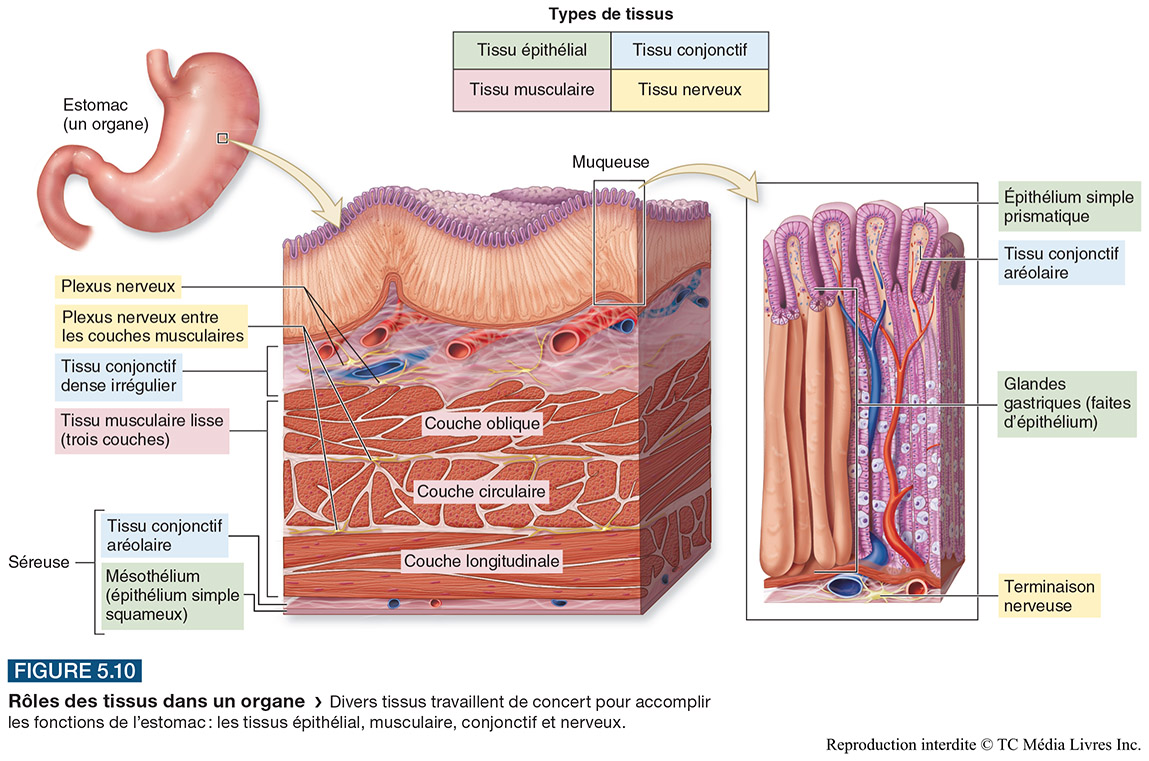 Types de tissus
Tissu épithélial
Tissu conjonctif
Tissu musculaire
Tissu nerveux
Estomac
(un organe)
Muqueuse
Plexus nerveux
Plexus nerveux entre
les couches musculaires
Tissu conjonctif
dense irrégulier
Tissu musculaire lisse
(trois couches)
Séreuse
Tissu conjonctif
aréolaire
Mésothélium
(épithélium simple
squameux)
Couche oblique
Couche circulaire
Couche longitudinale
Épithélium simple
prismatique
Tissu conjonctif
aréolaire
Glandes
gastriques (faites
d’épithélium)
Terminaison
nerveuse
FIGURE 5.10
Rôles des tissus dans un organe › Divers tissus travaillent de concert pour accomplir
les fonctions de l’estomac : les tissus épithélial, musculaire, conjonctif et nerveux.
Reproduction interdite © TC Média Livres Inc.